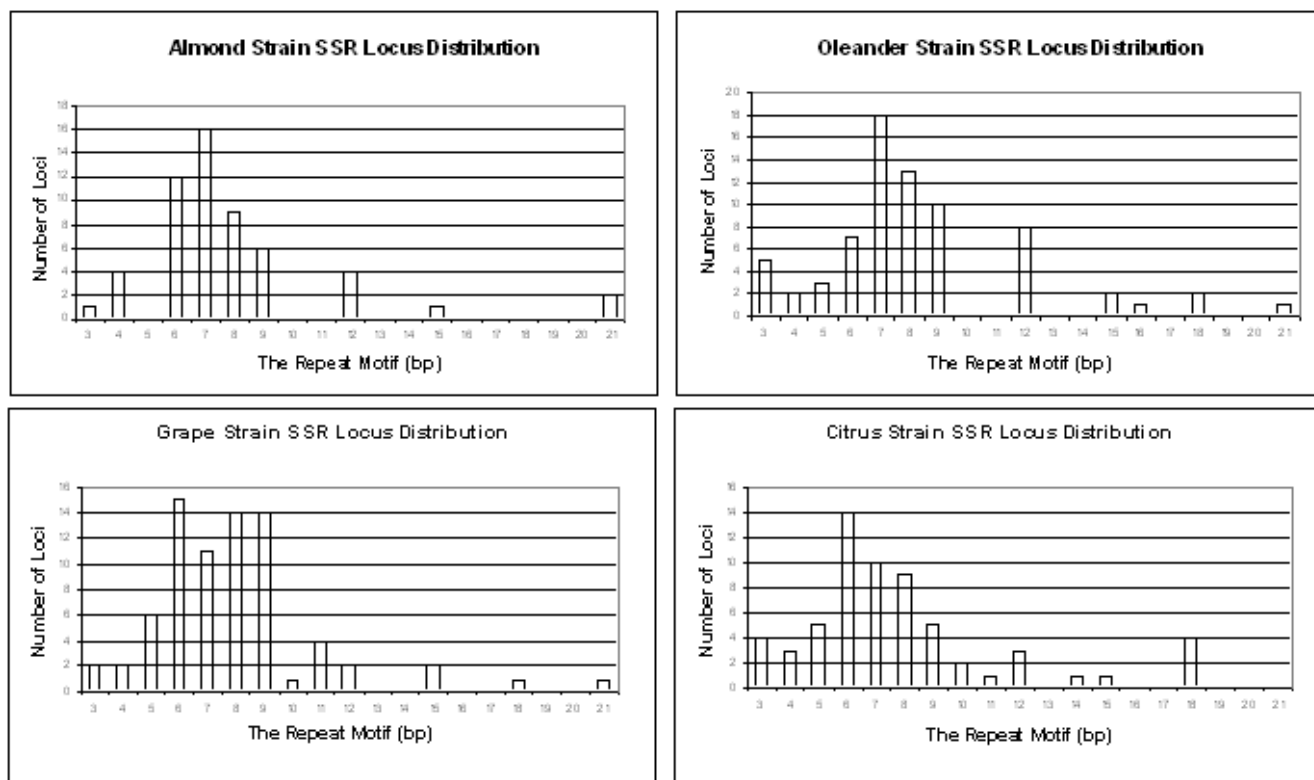 Almond Strain SSR Locus Distribution
Number of Loci
18
16
14
12
10
8
6
4
2
0
3 4 5 6 7 8 9 10 11 12 13 14 15 16 17 18 19 20 21
The Repeat Motif (bp)
Oleander Strain SSR Locus Distribution
Number of Loci
20
18
16
14
12
10
8
6
4
2
0
3 4 5 6 7 8 9 10 11 12 13 14 15 16 17 18 19 20 21
The Repeat Motif (bp)
Grape Strain SSR Locus Distribution
Number of Loci
16
14
12
10
8
6
4
2
0
3 4 5 6 7 8 9 10 11 12 13 14 15 16 17 18 19 20 21
The Repeat Motif (bp)
Citrus Strain SSR Locus Distribution
Number of Loci
16
14
12
10
8
6
4
2
0
3 4 5 6 7 8 9 10 11 12 13 14 15 16 17 18 19 20 21
The Repeat Motif (bp)